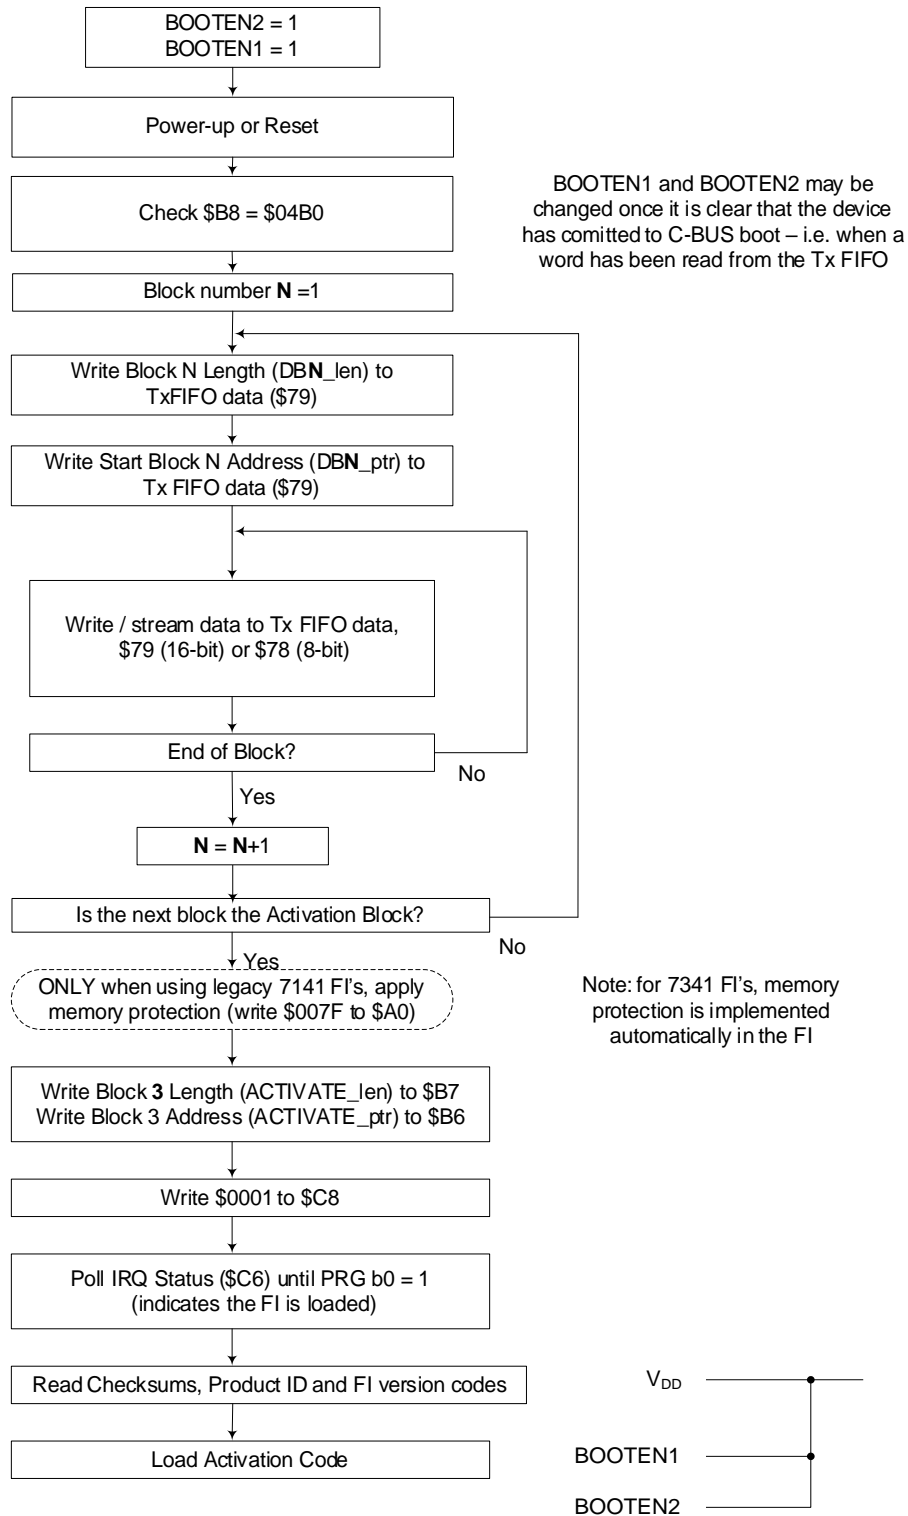 BOOTEN2 = 1
BOOTEN1 = 1
Power-up or Reset
Check $B8 = $04B0
BOOTEN1 and BOOTEN2 may be
changed once it is clear that the device
has comitted to C-BUS boot – i.e. when a
word has been read from the Tx FIFO
Block number N =1
Write Block N Length (DBN_len) to
TxFIFO data ($79)
Write Start Block N Address (DBN_ptr) to
Tx FIFO data ($79)
Write / stream data to Tx FIFO data,
$79 (16-bit) or $78 (8-bit)
End of Block?
No
Yes
N = N+1
Is the next block the Activation Block?
No
Yes
ONLY when using legacy 7141 FI's, apply
memory protection (write $007F to $A0)
Note: for 7341 FI's, memory
protection is implemented
automatically in the FI
Write Block 3 Length (ACTIVATE_len) to $B7
Write Block 3 Address (ACTIVATE_ptr) to $B6
Write $0001 to $C8
Poll IRQ Status ($C6) until PRG b0 = 1
(indicates the FI is loaded)
Read Checksums, Product ID and FI version codes
Load Activation Code
VDD
BOOTEN1
BOOTEN2